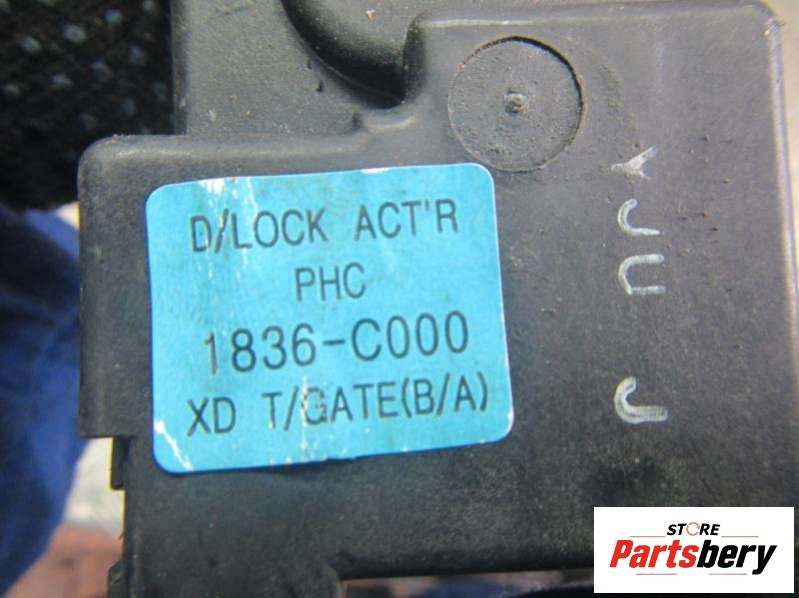 D/LOCK ACT'R
PHC
1836-C000
XD T/GATE(B/A)
Y J U J
STORE
Partsbery